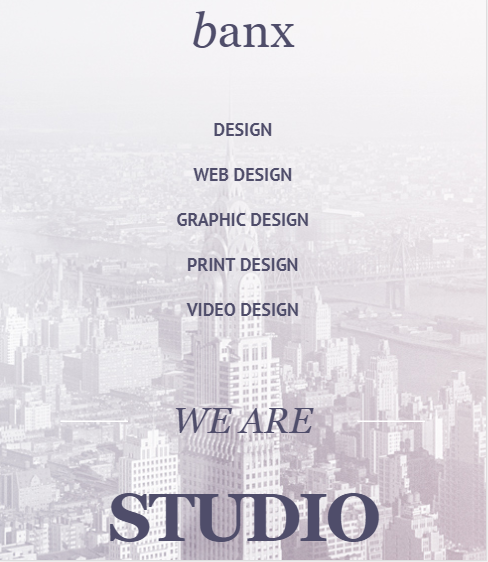 banx
DESIGN
WEB DESIGN
GRAPHIC DESIGN
PRINT DESIGN
VIDEO DESIGN
WE ARE
STUDIO